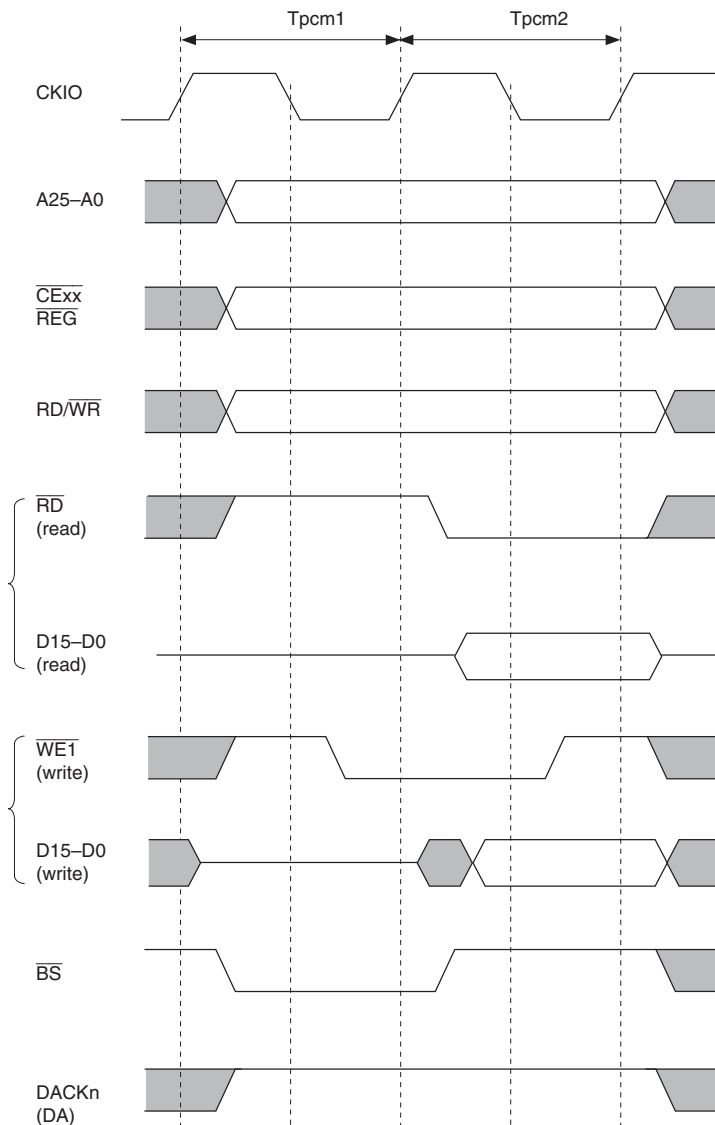 Tpcm1 Tpcm2
CKIO
A25–A0
CExx
REG
RD/WR
RD
(read)
D15–D0
(read)
WE1
(write)
D15–D0
(write)
BS
DACKn
(DA)